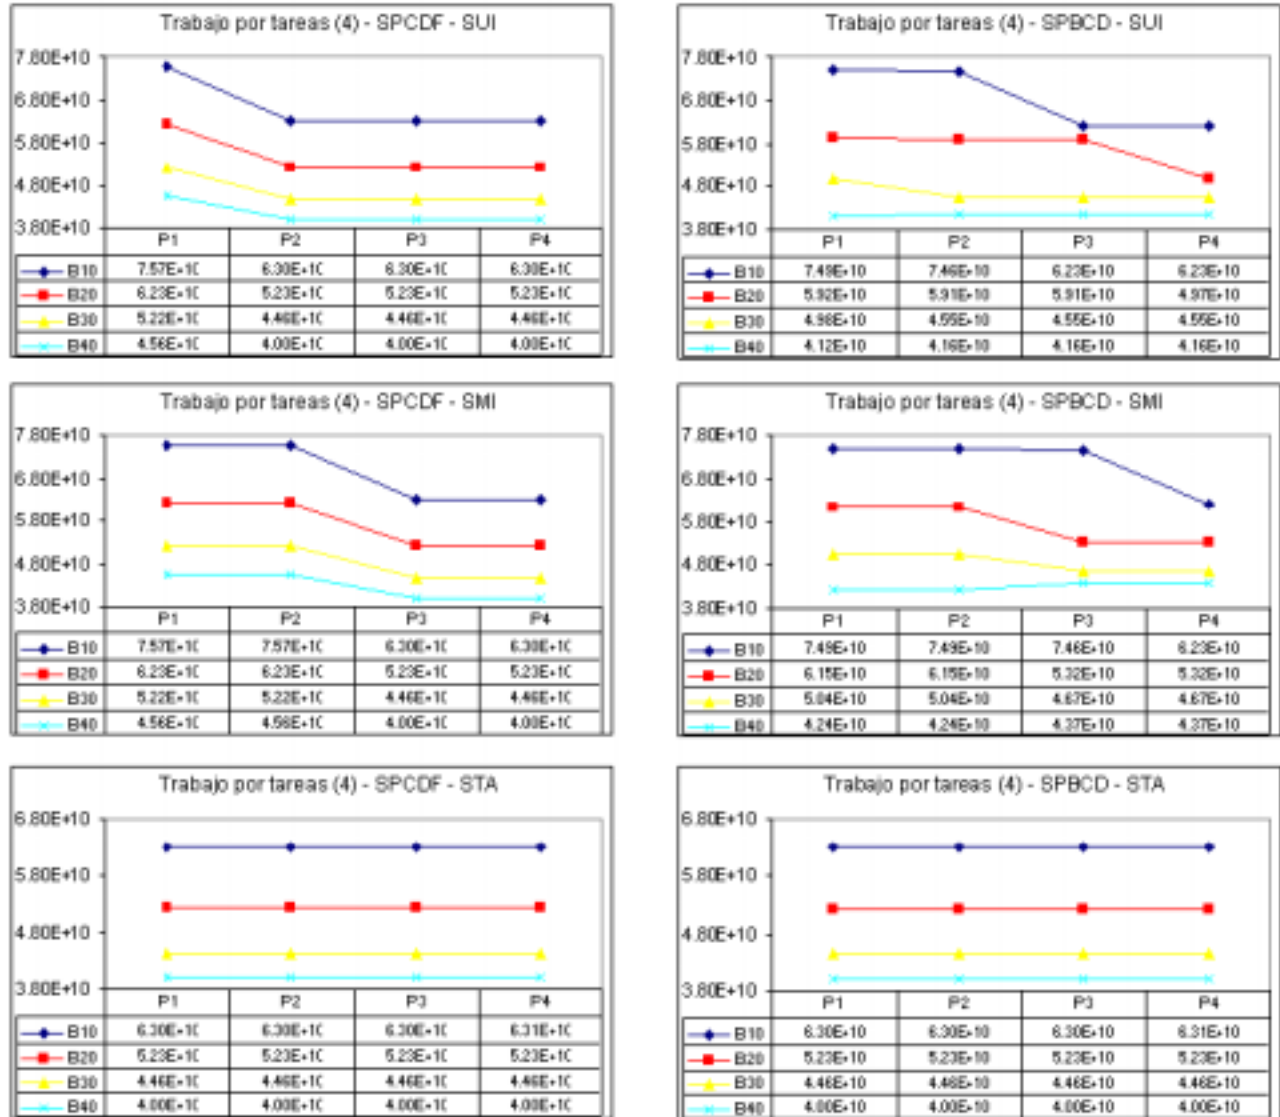 Trabajo por tareas (4) - SPCDF - SUI
7.80E+10
6.80E+10
5.80E+10
4.80E+10
3.80E+10
P1 P2 P3 P4
B10 7.57E+10 6.30E+10 6.30E+10 6.30E+10
B20 6.23E+10 5.23E+10 5.23E+10 5.23E+10
B30 5.22E+10 4.46E+10 4.46E+10 4.46E+10
B40 4.56E+10 4.00E+10 4.00E+10 4.00E+10
Trabajo por tareas (4) - SPBCD - SUI
7.80E+10
6.80E+10
5.80E+10
4.80E+10
3.80E+10
P1 P2 P3 P4
B10 7.49E+10 7.46E+10 6.23E+10 6.23E+10
B20 5.92E+10 5.91E+10 5.91E+10 4.97E+10
B30 4.98E+10 4.55E+10 4.55E+10 4.55E+10
B40 4.12E+10 4.16E+10 4.16E+10 4.16E+10
Trabajo por tareas (4) - SPCDF - SMI
7.80E+10
6.80E+10
5.80E+10
4.80E+10
3.80E+10
P1 P2 P3 P4
B10 7.57E+10 7.57E+10 6.30E+10 6.30E+10
B20 6.23E+10 6.23E+10 5.23E+10 5.23E+10
B30 5.22E+10 5.22E+10 4.46E+10 4.46E+10
B40 4.56E+10 4.56E+10 4.00E+10 4.00E+10
Trabajo por tareas (4) - SPBCD - SMI
7.80E+10
6.80E+10
5.80E+10
4.80E+10
3.80E+10
P1 P2 P3 P4
B10 7.49E+10 7.49E+10 7.46E+10 6.23E+10
B20 6.15E+10 6.15E+10 5.32E+10 5.32E+10
B30 5.04E+10 5.04E+10 4.67E+10 4.67E+10
B40 4.24E+10 4.24E+10 4.37E+10 4.37E+10
Trabajo por tareas (4) - SPCDF - STA
6.80E+10
5.80E+10
4.80E+10
3.80E+10
P1 P2 P3 P4
B10 6.30E+10 6.30E+10 6.30E+10 6.31E+10
B20 5.23E+10 5.23E+10 5.23E+10 5.23E+10
B30 4.46E+10 4.46E+10 4.46E+10 4.46E+10
B40 4.00E+10 4.00E+10 4.00E+10 4.00E+10
Trabajo por tareas (4) - SPBCD - STA
6.80E+10
5.80E+10
4.80E+10
3.80E+10
P1 P2 P3 P4
B10 6.30E+10 6.30E+10 6.30E+10 6.31E+10
B20 5.23E+10 5.23E+10 5.23E+10 5.23E+10
B30 4.46E+10 4.46E+10 4.46E+10 4.46E+10
B40 4.00E+10 4.00E+10 4.00E+10 4.00E+10